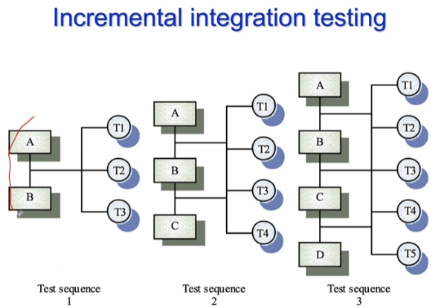 Incremental integration testing
A
B
T1
T2
T3
Test sequence
1
A
B
C
T1
T2
T3
T4
Test sequence
2
A
B
C
D
T1
T2
T3
T4
T5
Test sequence
3